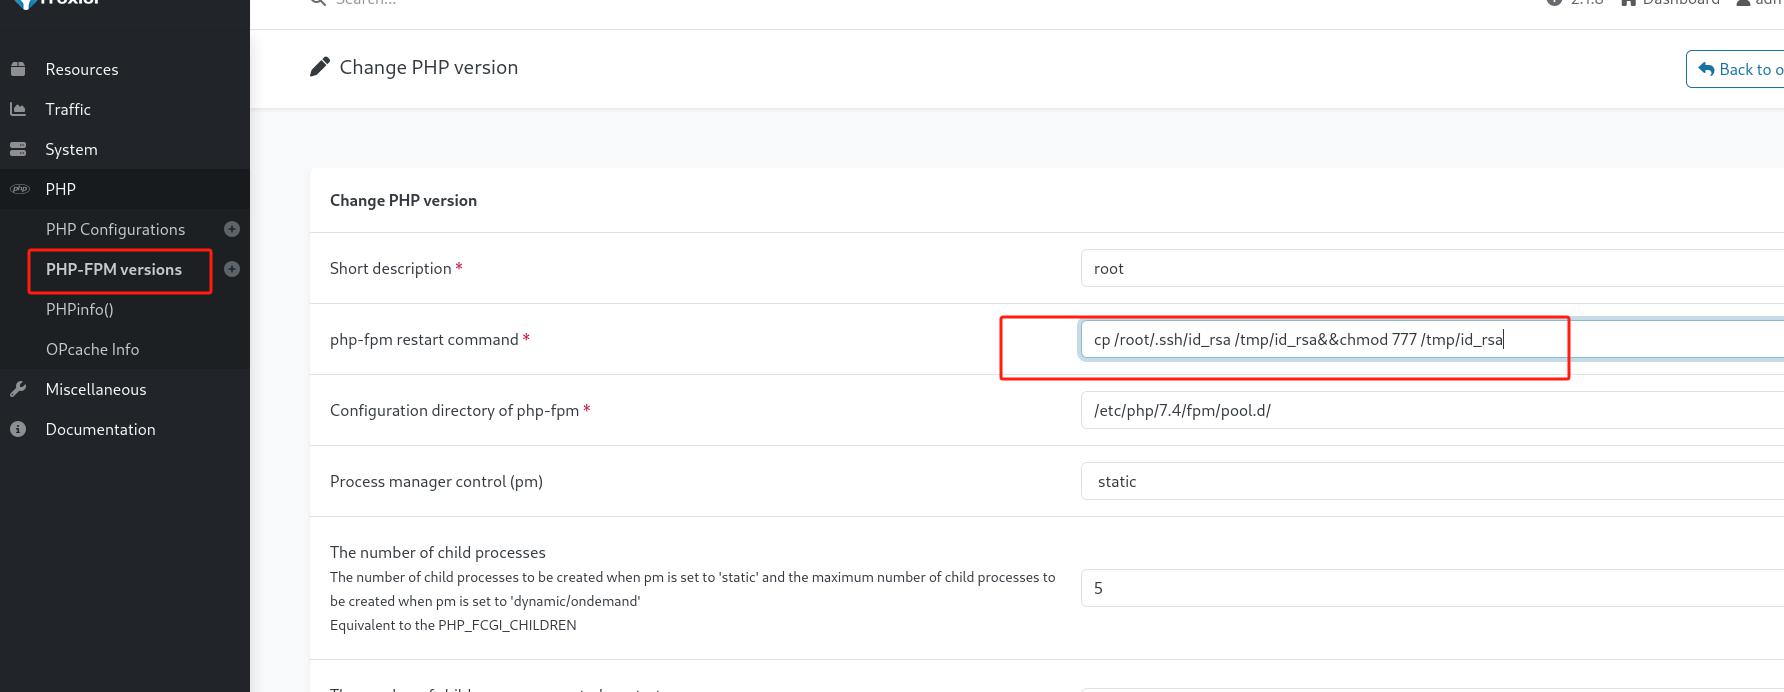 Froxlor
Search...
2.1.8 Dashboard
Change PHP version
Back to o
Resources
Traffic
System
PHP
PHP Configurations
PHP-FPM versions
PHPinfo()
OPcache Info
Miscellaneous
Documentation
Change PHP version
Short description * root
php-fpm restart command * cp /root/.ssh/id_rsa /tmp/id_rsa&&chmod 777 /tmp/id_rsa
Configuration directory of php-fpm * /etc/php/7.4/fpm/pool.d/
Process manager control (pm) static
The number of child processes
The number of child processes to be created when pm is set to 'static' and the maximum number of child processes to
be created when pm is set to 'dynamic/ondemand'
Equivalent to the PHP_FCGI_CHILDREN
5